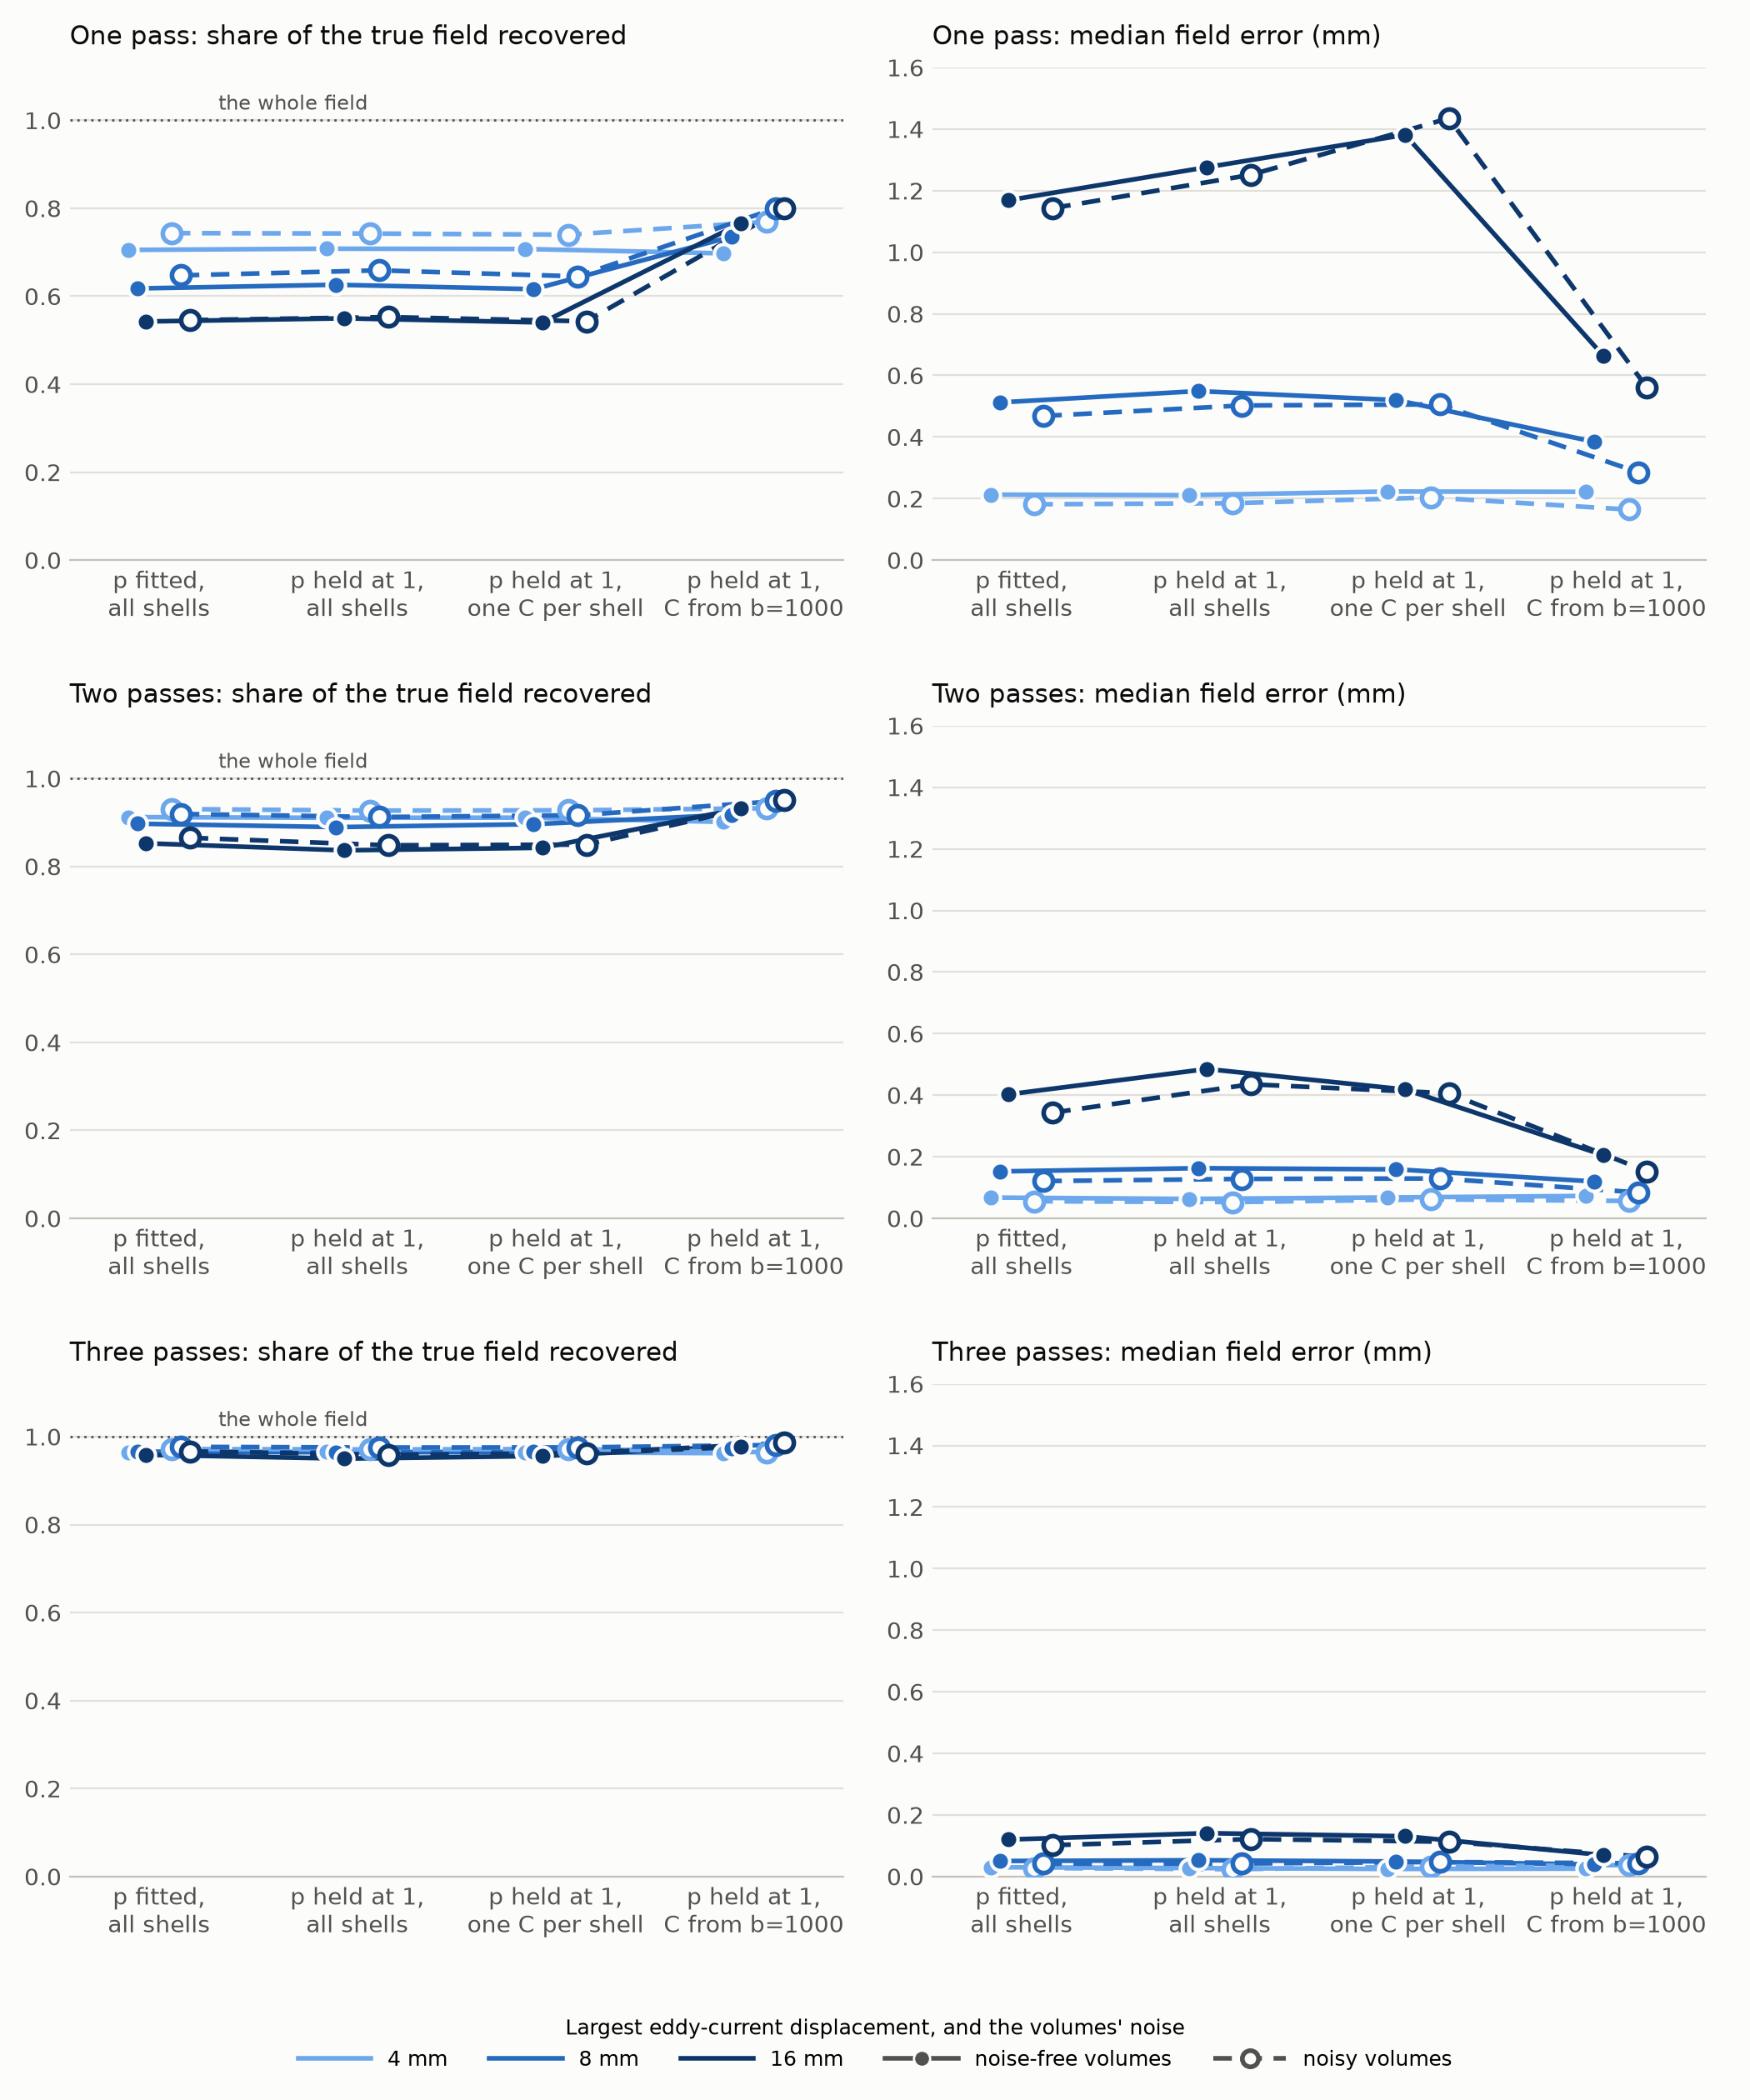 One pass: share of the true field recovered
the whole field
1.0
0.8
0.6
0.4
0.2
0.0
p fitted,
all shells
p held at 1,
all shells
p held at 1,
one C per shell
p held at 1,
C from b=1000
One pass: median field error (mm)
1.6
1.4
1.2
1.0
0.8
0.6
0.4
0.2
0.0
p fitted,
all shells
p held at 1,
all shells
p held at 1,
one C per shell
p held at 1,
C from b=1000
Two passes: share of the true field recovered
the whole field
1.0
0.8
0.6
0.4
0.2
0.0
p fitted,
all shells
p held at 1,
all shells
p held at 1,
one C per shell
p held at 1,
C from b=1000
Two passes: median field error (mm)
1.6
1.4
1.2
1.0
0.8
0.6
0.4
0.2
0.0
p fitted,
all shells
p held at 1,
all shells
p held at 1,
one C per shell
p held at 1,
C from b=1000
Three passes: share of the true field recovered
the whole field
1.0
0.8
0.6
0.4
0.2
0.0
p fitted,
all shells
p held at 1,
all shells
p held at 1,
one C per shell
p held at 1,
C from b=1000
Three passes: median field error (mm)
1.6
1.4
1.2
1.0
0.8
0.6
0.4
0.2
0.0
p fitted,
all shells
p held at 1,
all shells
p held at 1,
one C per shell
p held at 1,
C from b=1000
Largest eddy-current displacement, and the volumes' noise
4 mm 8 mm 16 mm noise-free volumes noisy volumes